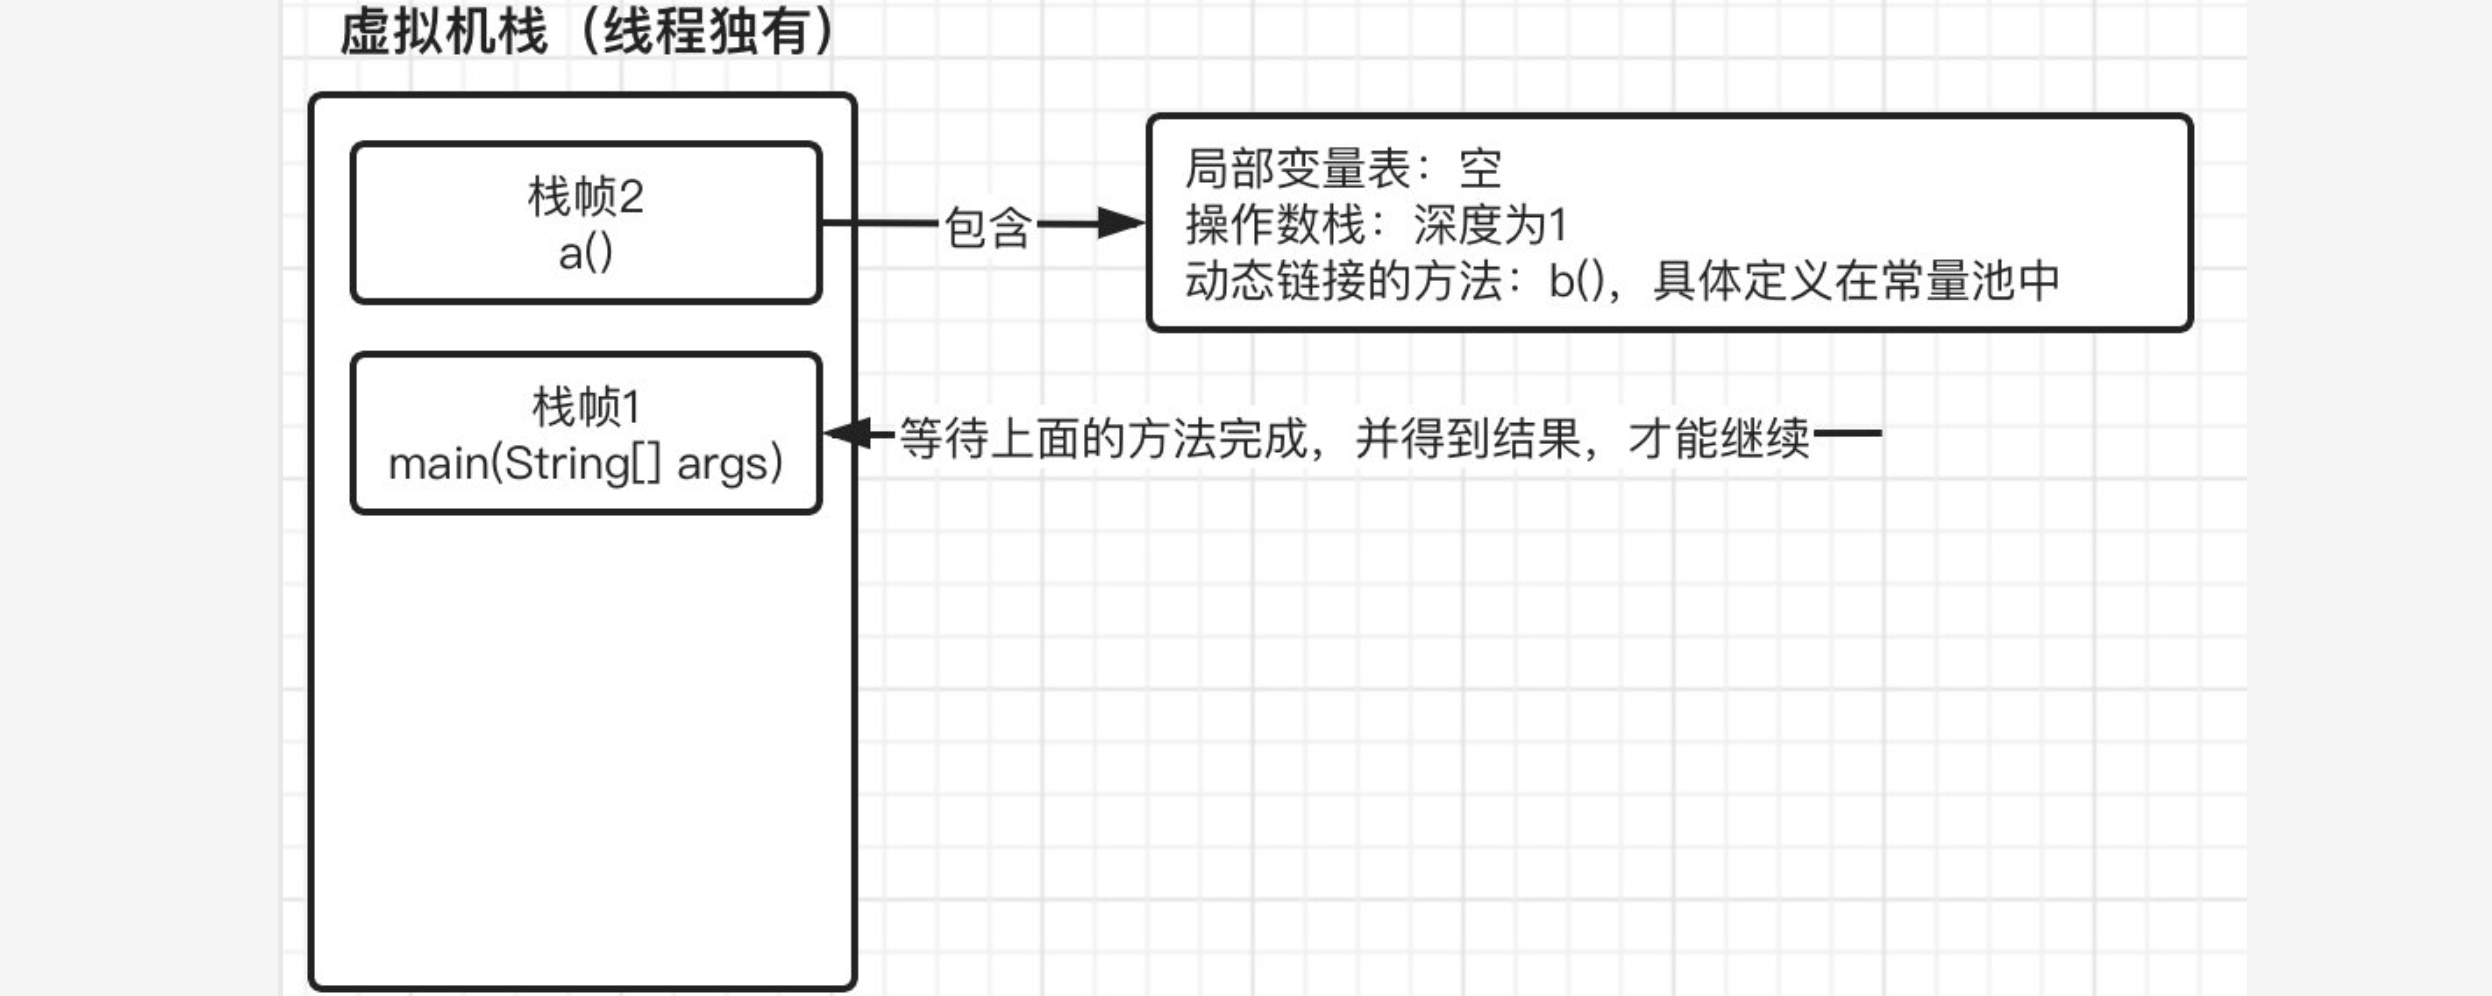 虚拟机栈（线程独有）
栈帧2
a()
包含
局部变量表：空
操作数栈：深度为1
动态链接的方法：b()，具体定义在常量池中
栈帧1
main(String[] args)
等待上面的方法完成，并得到结果，才能继续